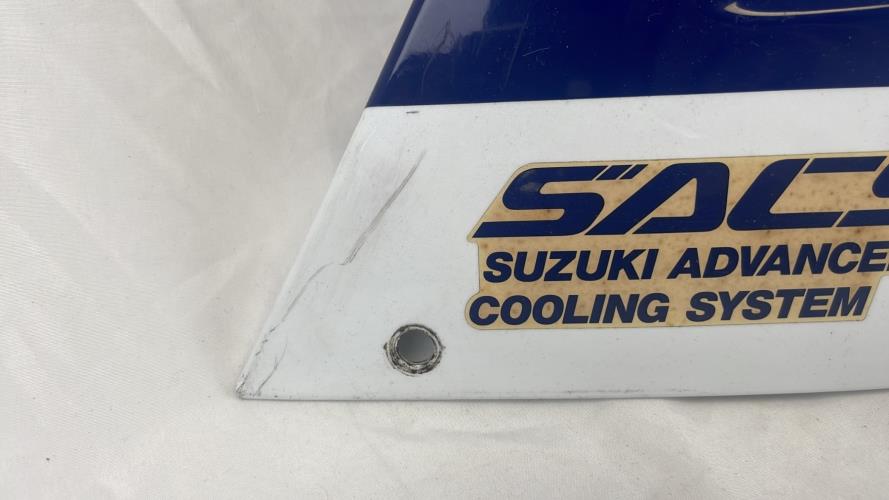 SACS
SUZUKI ADVANCE
COOLING SYSTEM